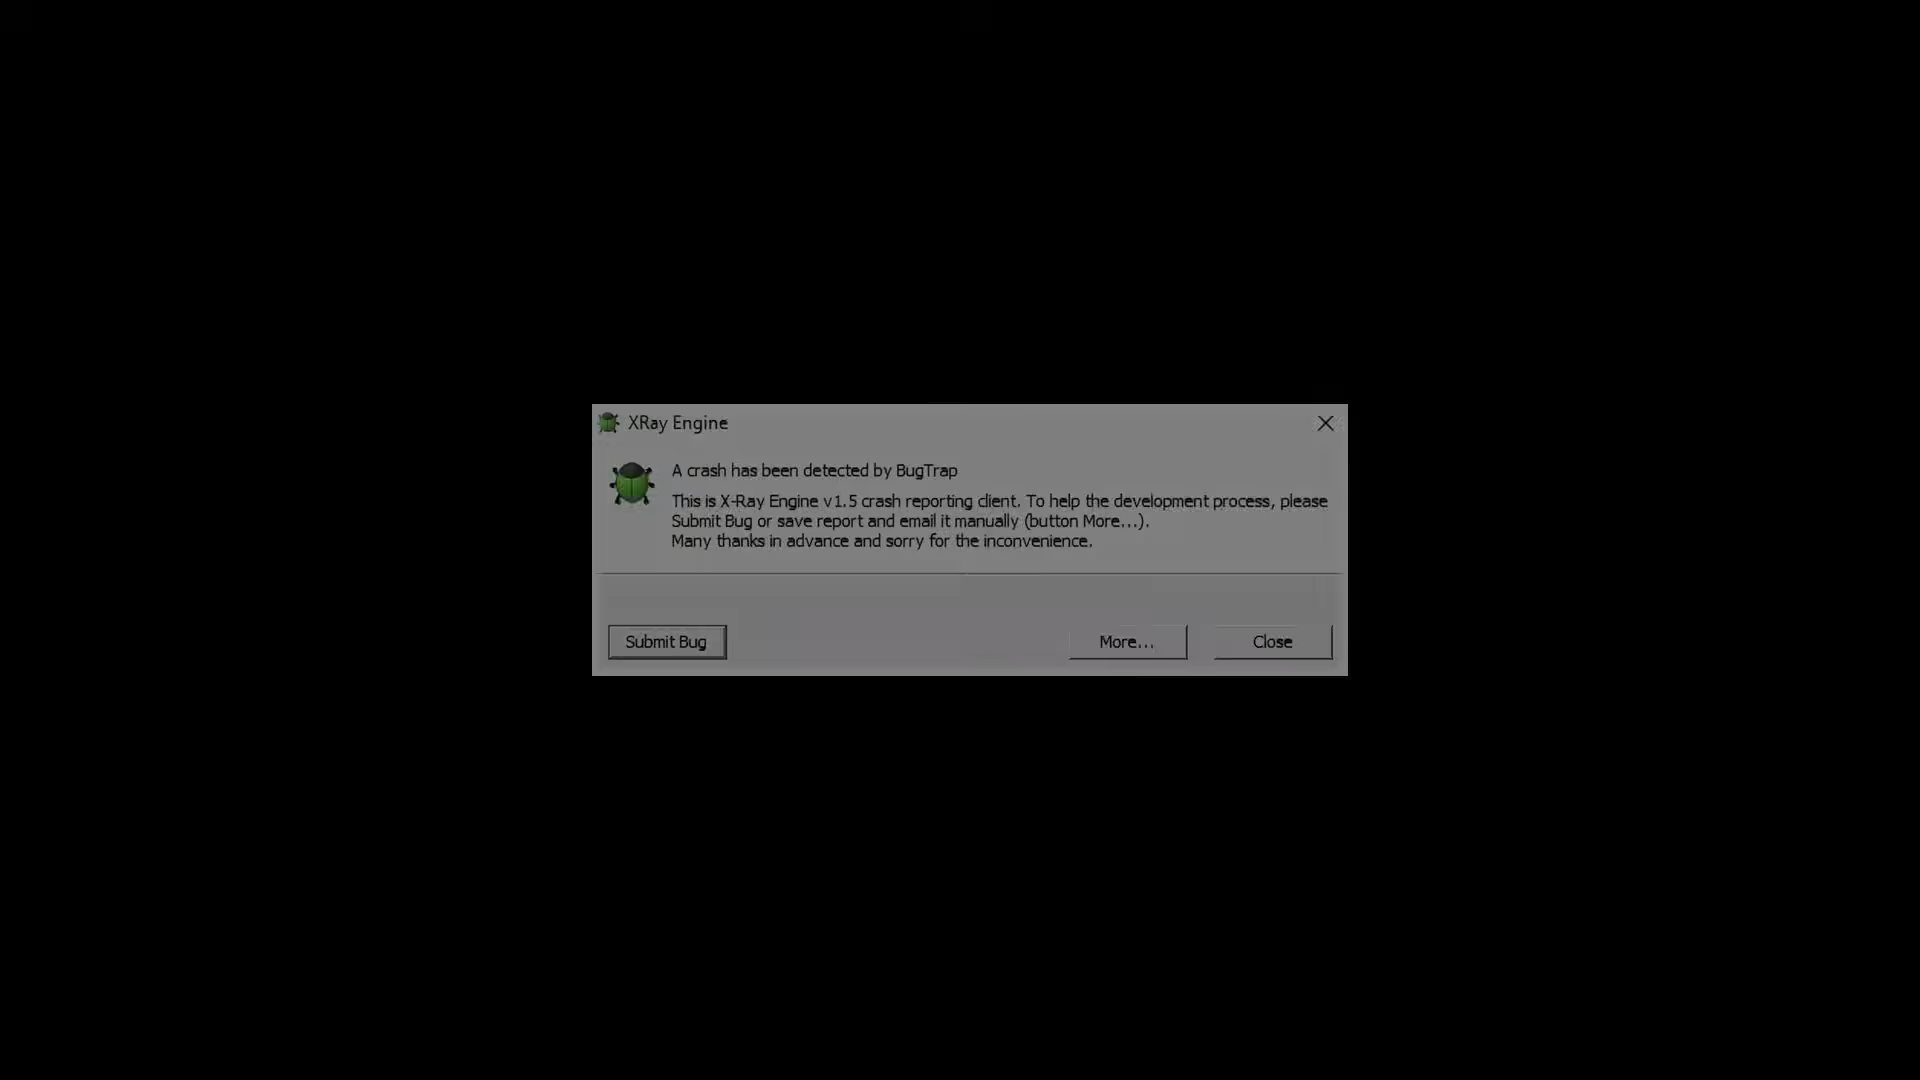 XRay Engine
A crash has been detected by BugTrap
This is X-Ray Engine v1.5 crash reporting client. To help the development process, please
Submit Bug or save report and email it manually (button More...).
Many thanks in advance and sorry for the inconvenience.
Submit Bug
More...
Close